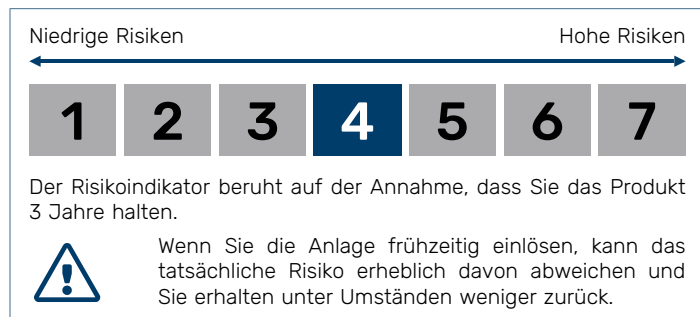 Niedrige Risiken Hohe Risiken
1 2 3 4 5 6 7
Der Risikoindikator beruht auf der Annahme, dass Sie das Produkt
3 Jahre halten.
Wenn Sie die Anlage frühzeitig einlösen, kann das
tatsächliche Risiko erheblich davon abweichen und
Sie erhalten unter Umständen weniger zurück.